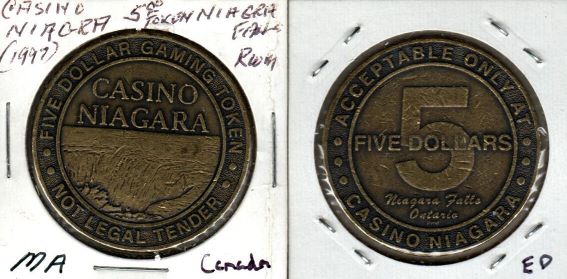 CASINO
NIAGRA
(1997)
5.00
TOKEN
NIAGRA
FALLS
FIVE DOLLAR GAMING TOKEN
CASINO
NIAGARA
NOT LEGAL TENDER
MA
Canada
ACCEPTABLE ONLY AT
5
FIVE DOLLARS
Niagara Falls
Ontario
CASINO NIAGARA
ED